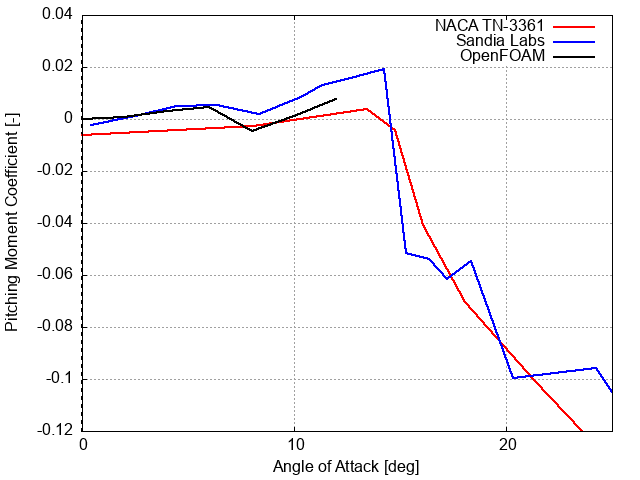 NACA TN-3361
Sandia Labs
OpenFOAM
0.04
0.02
0
-0.02
-0.04
-0.06
-0.08
-0.1
-0.12
Pitching Moment Coefficient [-]
0
10
20
Angle of Attack [deg]